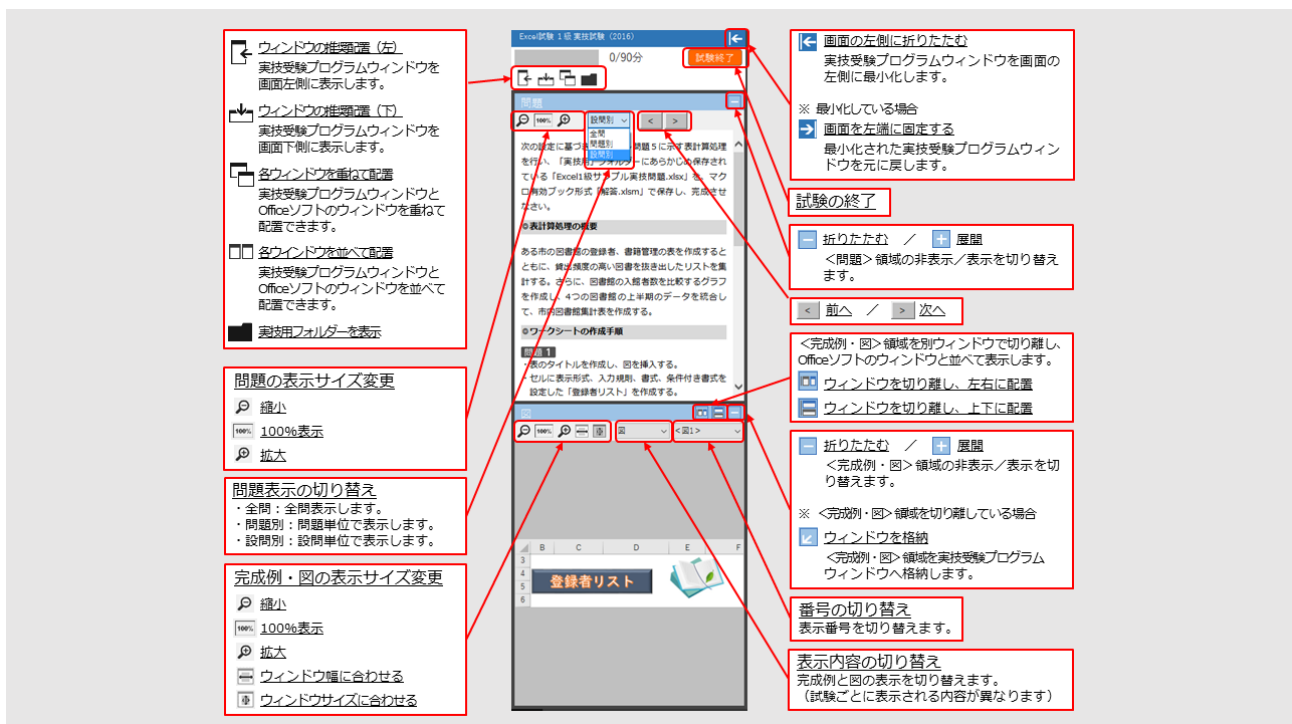 ウィンドウの推奨配置（左）
実技受験プログラムウィンドウを
画面左側に表示します。
ウィンドウの推奨配置（下）
実技受験プログラムウィンドウを
画面下側に表示します。
各ウィンドウを重ねて配置
実技受験プログラムウィンドウと
Officeソフトのウィンドウを重ねて
配置できます。
各ウインドウを並べて配置
実技受験プログラムウィンドウと
Officeソフトのウィンドウを並べて
配置できます。
実技用フォルダーを表示
問題の表示サイズ変更
縮小
100% 100%表示
拡大
問題表示の切り替え
・全問：全問表示します。
・問題別：問題単位で表示します。
・設問別：設問単位で表示します。
完成例・図の表示サイズ変更
縮小
100% 100%表示
拡大
ウィンドウ幅に合わせる
ウィンドウサイズに合わせる
Excel試験 1級 実技試験（2016）
0/90分
試験終了
問題
100% 設問別 < >
全問
問題別
設問別
次の設定に基づき 問題5に示す表計算処理
を行い、「実技用」フォルダーにあらかじめ保存され
ている「Excel1級サンプル実技問題.xlsx」を、マク
ロ有効ブック形式「解答.xlsm」で保存し、完成させ
なさい。
表計算処理の概要
ある市の図書館の登録者、書籍管理の表を作成すると
ともに、貸出頻度の高い図書を抜き出したリストを集
計する。さらに、図書館の入館者数を比較するグラフ
を作成し、4つの図書館の上半期のデータを統合し
て、市内図書館集計表を作成する。
ワークシートの作成手順
問題 1
・表のタイトルを作成し、図を挿入する。
・セルに表示形式、入力規則、書式、条件付き書式を
設定した「登録者リスト」を作成する。
図
100% 図 <図1>
B C D E F
3
4
5
6
登録者リスト
画面の左側に折りたたむ
実技受験プログラムウィンドウを画面の
左側に最小化します。
※ 最小化している場合
画面を左端に固定する
最小化された実技受験プログラムウィン
ドウを元に戻します。
試験の終了
折りたたむ ／ 展開
＜問題＞領域の非表示／表示を切り替え
ます。
< 前へ ／ > 次へ
＜完成例・図＞領域を別ウィンドウで切り離し、
Officeソフトのウィンドウと並べて表示します。
ウィンドウを切り離し、左右に配置
ウィンドウを切り離し、上下に配置
折りたたむ ／ 展開
＜完成例・図＞領域の非表示／表示を切
り替えます。
※ ＜完成例・図＞領域を切り離している場合
ウィンドウを格納
＜完成例・図＞領域を実技受験プログラム
ウィンドウへ格納します。
番号の切り替え
表示番号を切り替えます。
表示内容の切り替え
完成例と図の表示を切り替えます。
（試験ごとに表示される内容が異なります）